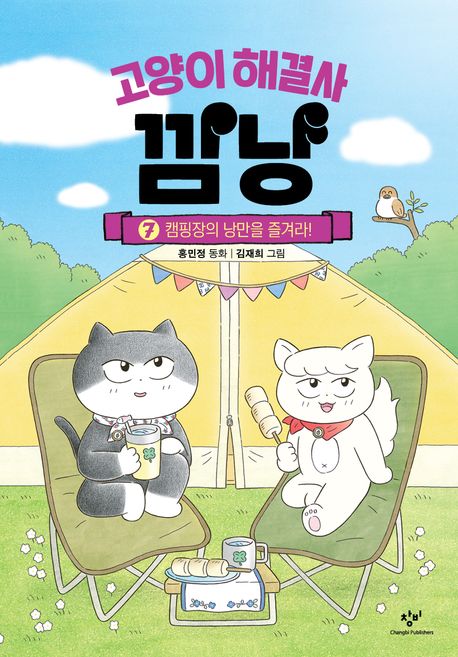 고양이 해결사
깜냥
7 캠핑장의 낭만을 즐겨라!
홍민정 동화 | 김재희 그림
창비
Changbi Publishers